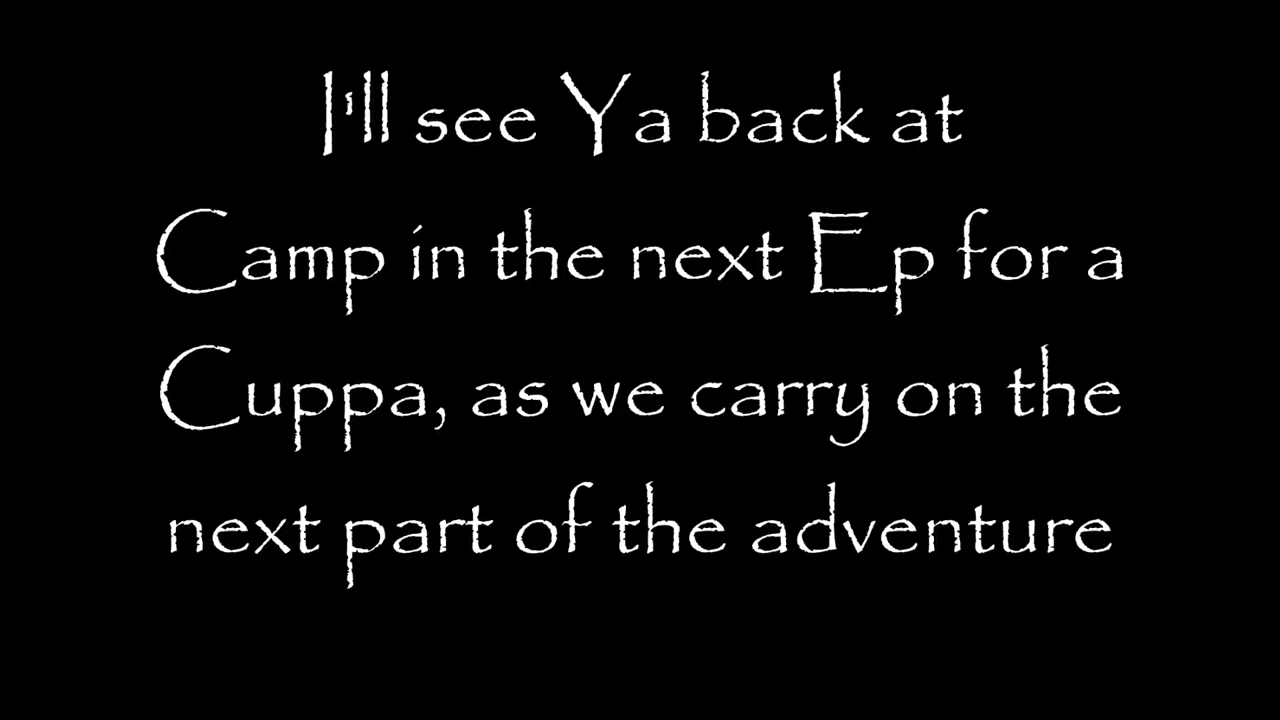 I'll see Ya back at
Camp in the next Ep for a
Cuppa, as we carry on the
next part of the adventure